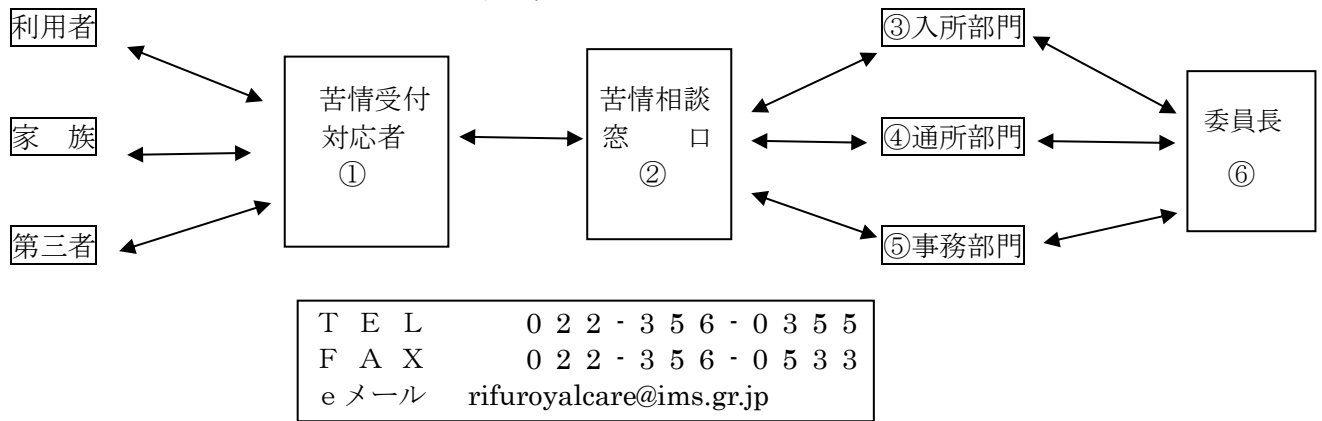 利用者
家　族
第三者
苦情受付
対応者
①
苦情相談
窓　　口
②
③入所部門
④通所部門
⑤事務部門
委員長
⑥
ＴＥＬ　　０２２‐３５６‐０３５５
ＦＡＸ　　０２２‐３５６‐０５３３
ｅメール　rifuroyalcare@ims.gr.jp